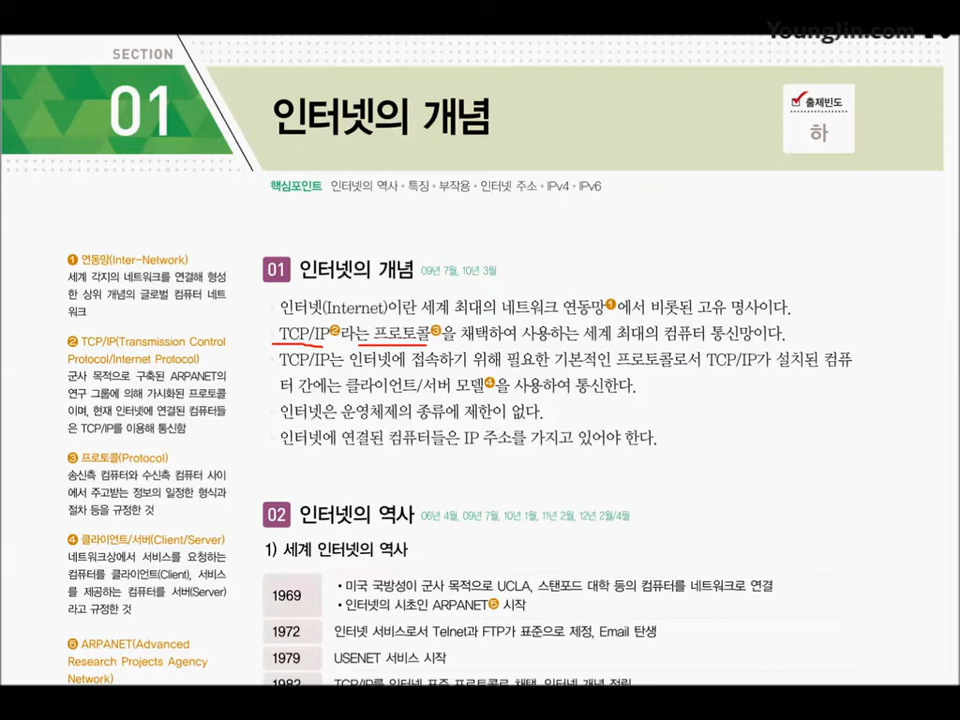 YoungJin.com
SECTION
01
인터넷의 개념
출제빈도
하
핵심포인트 인터넷의 역사 • 특징 • 부작용 • 인터넷 주소 • IPv4 • IPv6
❶ 연동망(Inter-Network)
세계 각지의 네트워크를 연결해 형성
한 상위 개념의 글로벌 컴퓨터 네트
워크
❷ TCP/IP(Transmission Control
Protocol/Internet Protocol)
군사 목적으로 구축된 ARPANET의
연구 그룹에 의해 가시화된 프로토콜
이며, 현재 인터넷에 연결된 컴퓨터들
은 TCP/IP를 이용해 통신함
❸ 프로토콜(Protocol)
송신측 컴퓨터와 수신측 컴퓨터 사이
에서 주고받는 정보의 일정한 형식과
절차 등을 규정한 것
❹ 클라이언트/서버(Client/Server)
네트워크상에서 서비스를 요청하는
컴퓨터를 클라이언트(Client), 서비스
를 제공하는 컴퓨터를 서버(Server)
라고 규정한 것
❺ ARPANET(Advanced
Research Projects Agency
Network)
01 인터넷의 개념 09년 7월, 10년 3월
인터넷(Internet)이란 세계 최대의 네트워크 연동망❶에서 비롯된 고유 명사이다.
TCP/IP❷라는 프로토콜❸을 채택하여 사용하는 세계 최대의 컴퓨터 통신망이다.
TCP/IP는 인터넷에 접속하기 위해 필요한 기본적인 프로토콜로서 TCP/IP가 설치된 컴퓨
터 간에는 클라이언트/서버 모델❹을 사용하여 통신한다.
인터넷은 운영체제의 종류에 제한이 없다.
인터넷에 연결된 컴퓨터들은 IP 주소를 가지고 있어야 한다.
02 인터넷의 역사 06년 4월, 09년 7월, 10년 1월, 11년 2월, 12년 2월/4월
1) 세계 인터넷의 역사
1969
• 미국 국방성이 군사 목적으로 UCLA, 스탠포드 대학 등의 컴퓨터를 네트워크로 연결
• 인터넷의 시초인 ARPANET❺ 시작
1972 인터넷 서비스로서 Telnet과 FTP가 표준으로 제정, Email 탄생
1979 USENET 서비스 시작
1982 TCP/IP를 인터넷 표준 프로토콜로 채택, 인터넷 개념 정립